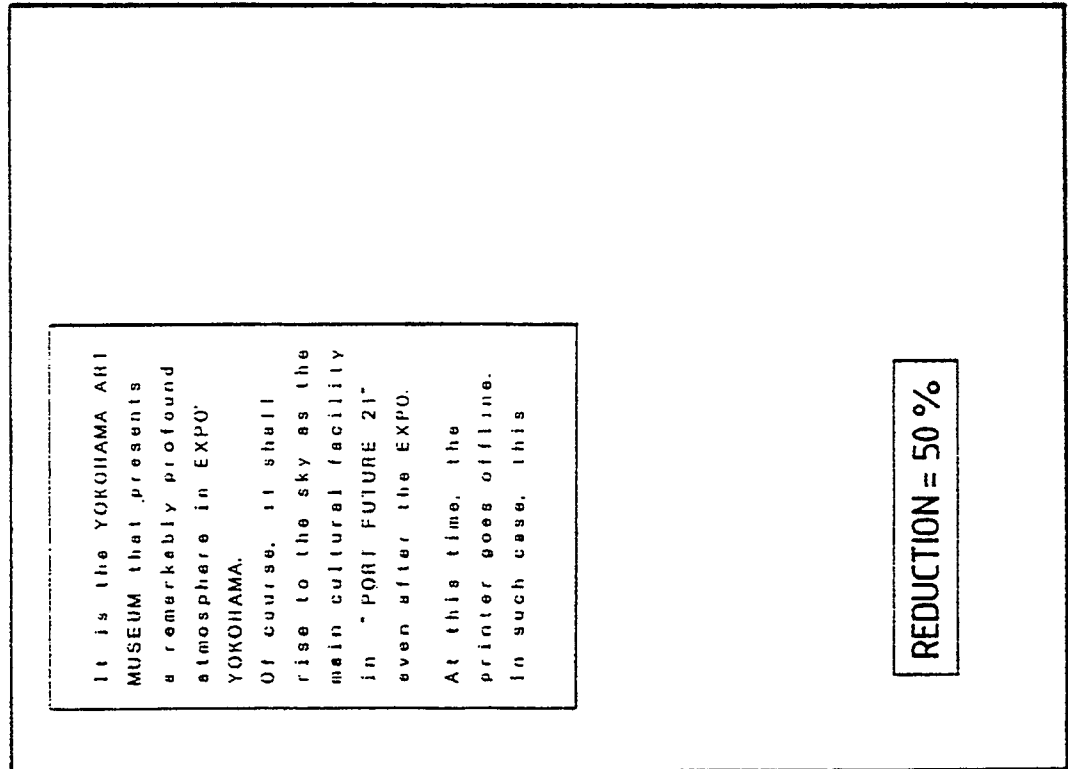 It is the YOKOHAMA ART
MUSEUM that presents
a remarkably profound
atmosphere in EXPO'
YOKOHAMA.
Of course, it shall
rise to the sky as the
main cultural facility
in "PORT FUTURE 21"
even after the EXPO.
At this time, the
printer goes offline.
In such case, this
REDUCTION = 50 %